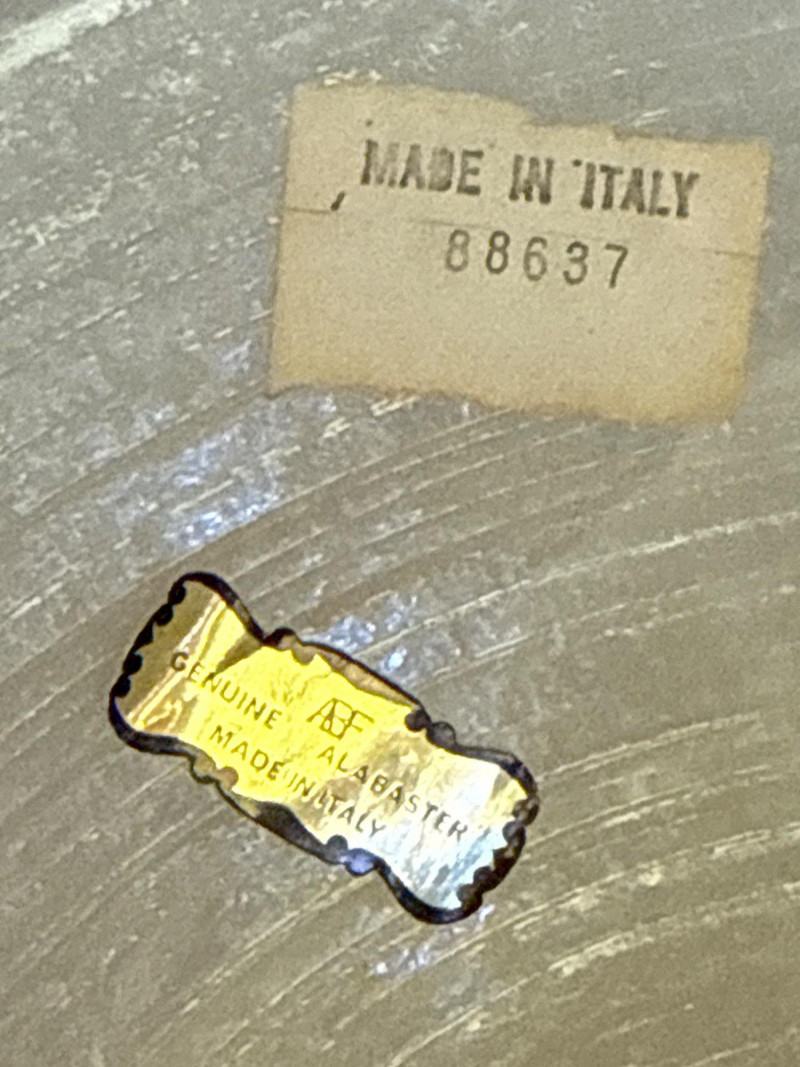 MADE IN ITALY
88637
ABF
GENUINE ALABASTER
MADE IN ITALY